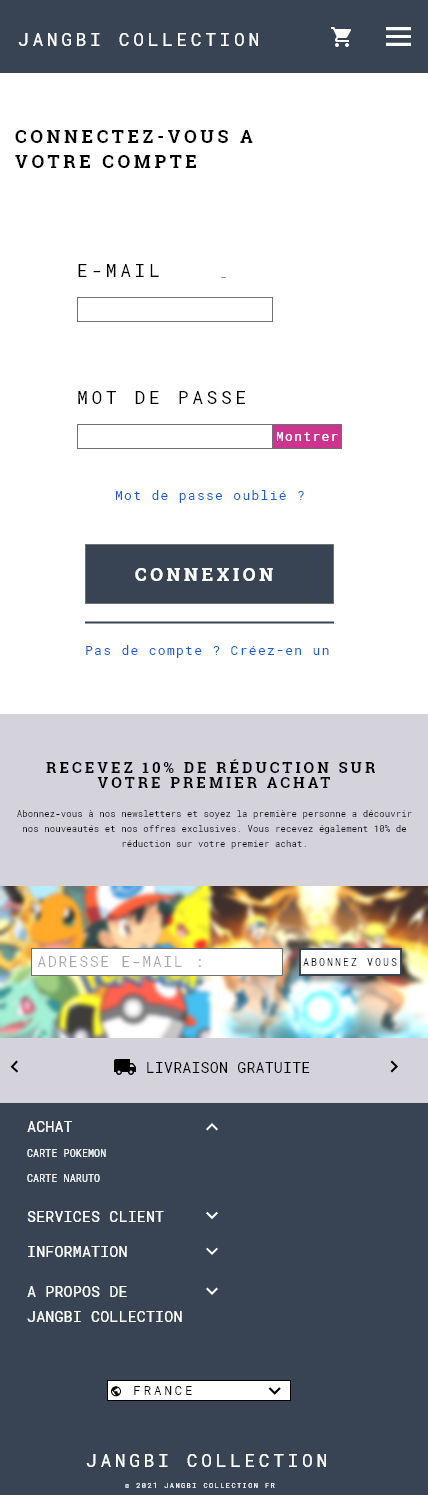 JANGBI COLLECTION
CONNECTEZ-VOUS A
VOTRE COMPTE
E-MAIL
MOT DE PASSE
Montrer
Mot de passe oublié ?
CONNEXION
Pas de compte ? Créez-en un
RECEVEZ 10% DE RÉDUCTION SUR
VOTRE PREMIER ACHAT
Abonnez-vous à nos newsletters et soyez la première personne a découvrir
nos nouveautés et nos offres exclusives. Vous recevez également 10% de
réduction sur votre premier achat.
ADRESSE E-MAIL :
ABONNEZ VOUS
LIVRAISON GRATUITE
ACHAT
CARTE POKEMON
CARTE NARUTO
SERVICES CLIENT
INFORMATION
A PROPOS DE
JANGBI COLLECTION
FRANCE
JANGBI COLLECTION
© 2021 JANGBI COLLECTION FR